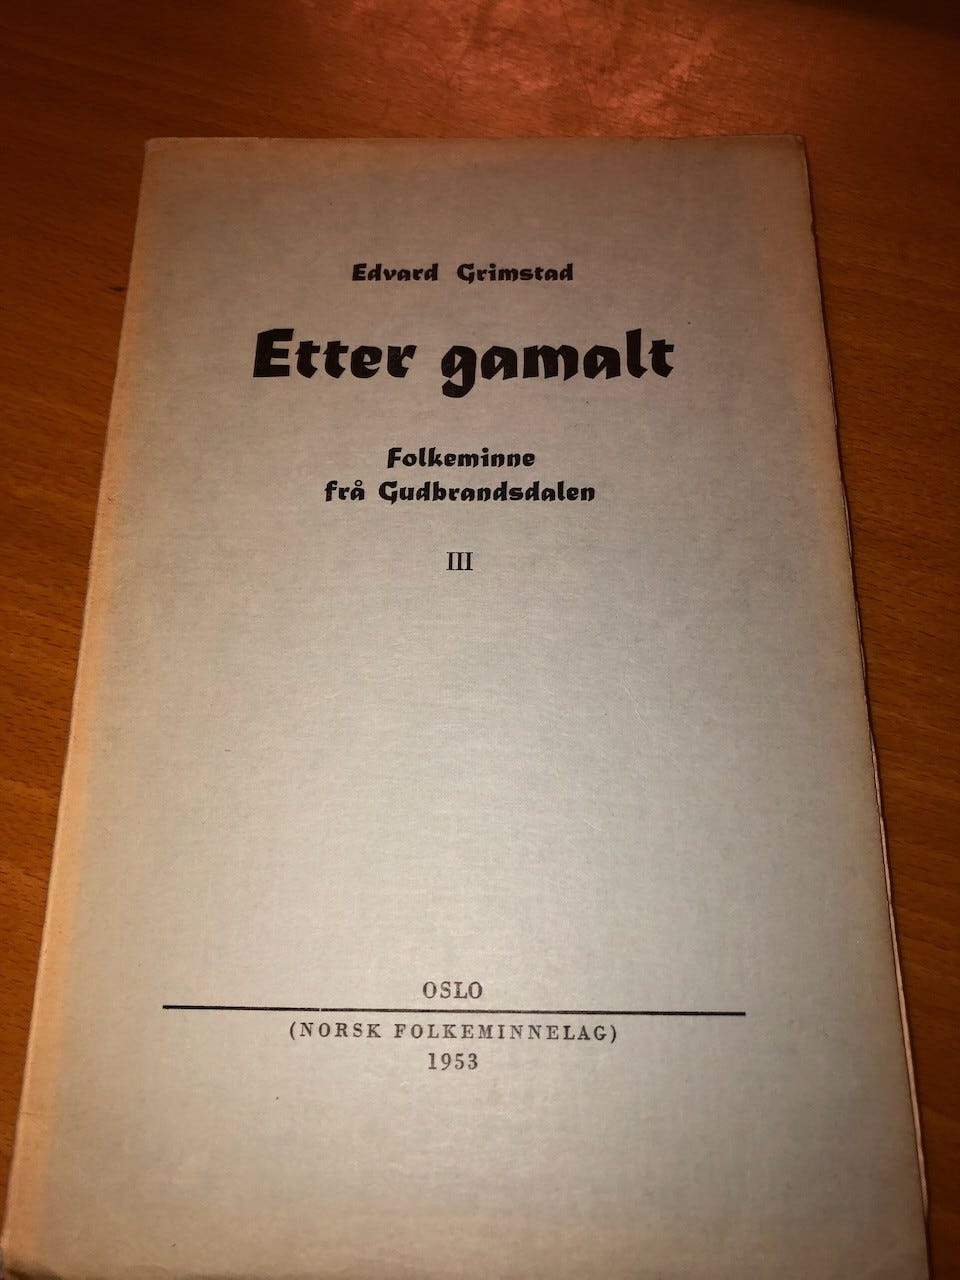 Edvard Grimstad
Etter gamalt
Folkeminne
frå Gudbrandsdalen
III
OSLO
(NORSK FOLKEMINNELAG)
1953